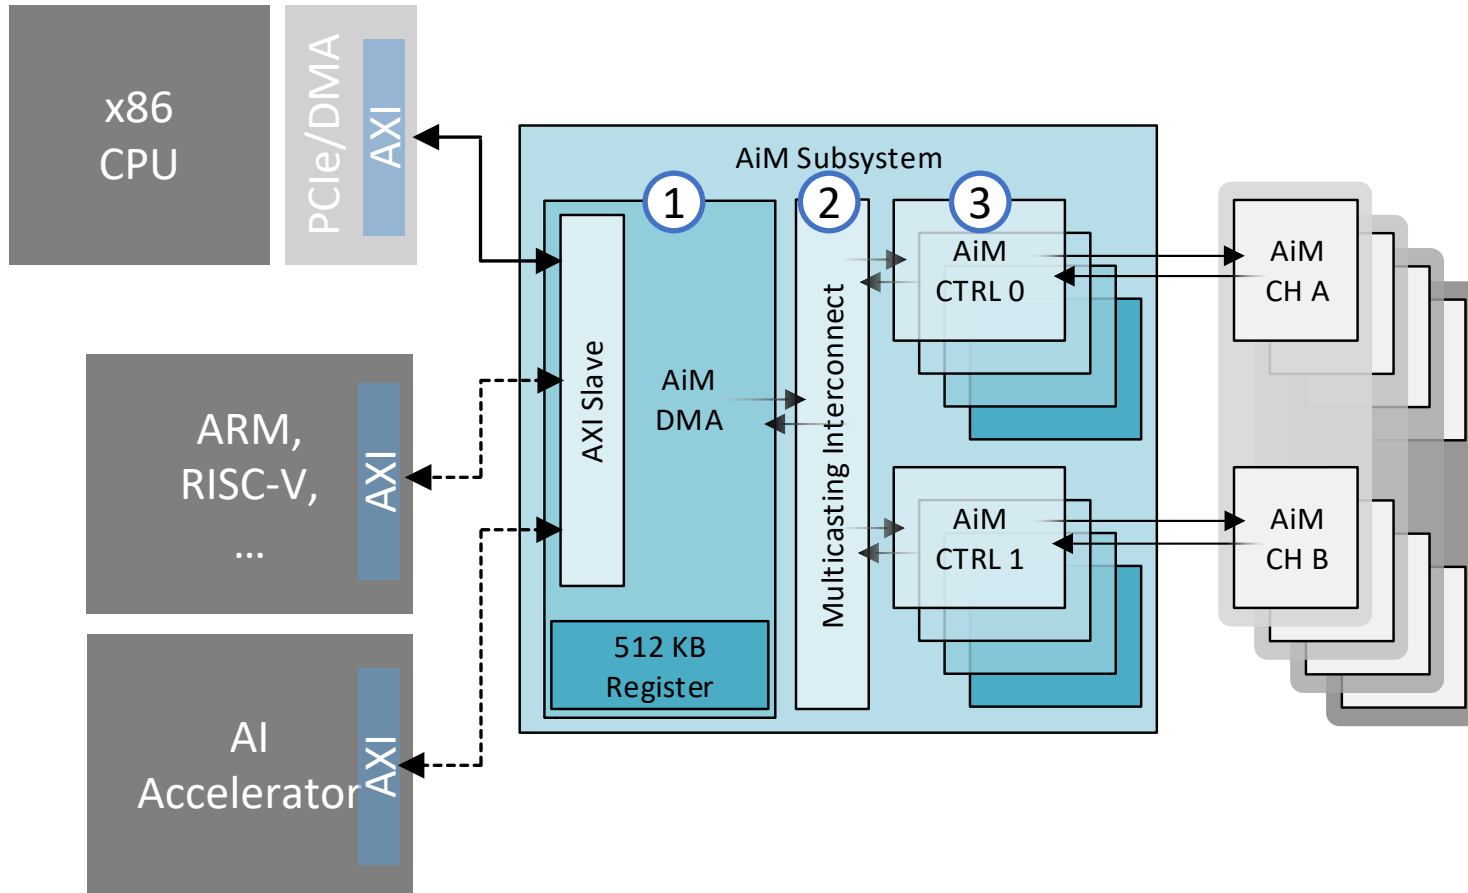 x86
CPU
PCIe/DMA
AXI
ARM,
RISC-V,
...
AXI
AI
Accelerator
AXI
AiM Subsystem
1
2
3
AXI Slave
AiM
DMA
512 KB
Register
Multicasting Interconnect
AiM
CTRL 0
AiM
CTRL 1
AiM
CH A
AiM
CH B